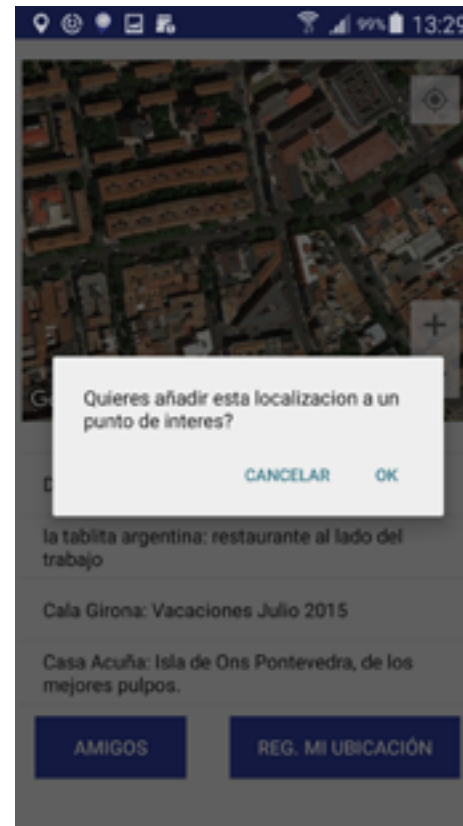 99% 13:29
G
Quieres añadir esta localizacion a un
punto de interes?
CANCELAR OK
D
la tablita argentina: restaurante al lado del
trabajo
Cala Girona: Vacaciones Julio 2015
Casa Acuña: Isla de Ons Pontevedra, de los
mejores pulpos.
AMIGOS REG. MI UBICACIÓN